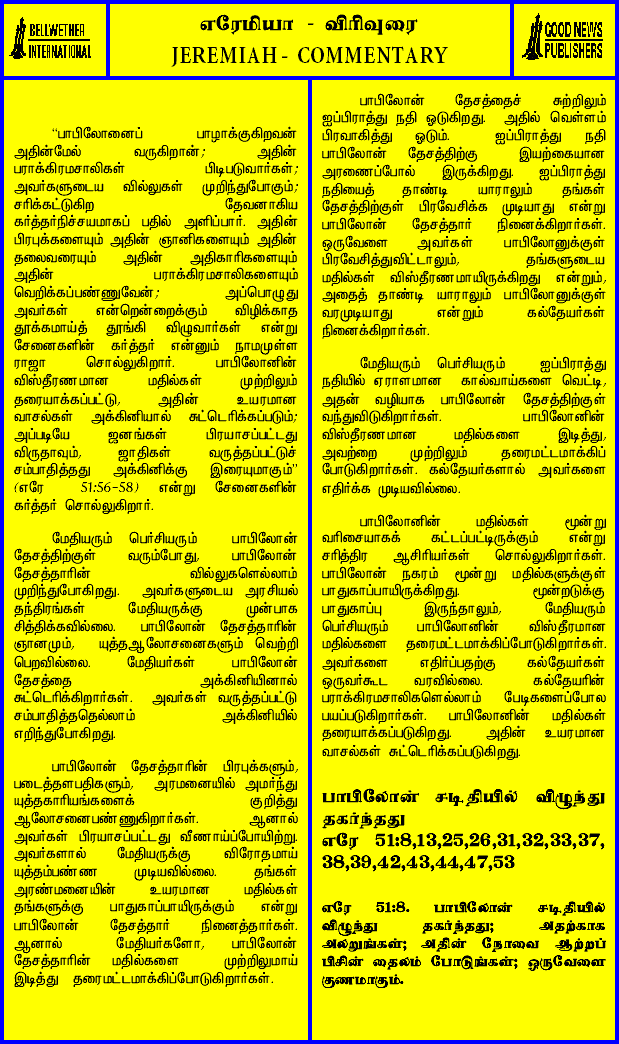 BELLWETHER
INTERNATIONAL
எரேமியா - விரிவுரை
JEREMIAH - COMMENTARY
GOOD NEWS
PUBLISHERS
“பாபிலோனைப் பாழாக்குகிறவன்
அதின்மேல் வருகிறான்; அதின்
பராக்கிரமசாலிகள் பிடிபடுவார்கள்;
அவர்களுடைய வில்லுகள் முறிந்துபோகும்;
சரிக்கட்டுகிற தேவனாகிய
கர்த்தர்நிச்சயமாகப் பதில் அளிப்பார். அதின்
பிரபுக்களையும் அதின் ஞானிகளையும் அதின்
தலைவரையும் அதின் அதிகாரிகளையும்
அதின் பராக்கிரமசாலிகளையும்
வெறிக்கப்பண்ணுவேன்; அப்பொழுது
அவர்கள் என்றென்றைக்கும் விழிக்காத
தூக்கமாய்த் தூங்கி விழுவார்கள் என்று
சேனைகளின் கர்த்தர் என்னும் நாமமுள்ள
ராஜா சொல்லுகிறார். பாபிலோனின்
விஸ்தீரணமான மதில்கள் முற்றிலும்
தரையாக்கப்பட்டு, அதின் உயரமான
வாசல்கள் அக்கினியால் சுட்டெரிக்கப்படும்;
அப்படியே ஜனங்கள் பிரயாசப்பட்டது
விருதாவும், ஜாதிகள் வருத்தப்பட்டுச்
சம்பாதித்தது அக்கினிக்கு இரையுமாகும்”
(எரே 51:56-58) என்று சேனைகளின்
கர்த்தர் சொல்லுகிறார்.
மேதியரும் பெர்சியரும் பாபிலோன்
தேசத்திற்குள் வரும்போது, பாபிலோன்
தேசத்தாரின் வில்லுகளெல்லாம்
முறிந்துபோகிறது. அவர்களுடைய அரசியல்
தந்திரங்கள் மேதியருக்கு முன்பாக
சித்திக்கவில்லை. பாபிலோன் தேசத்தாரின்
ஞானமும், யுத்தஆலோசனைகளும் வெற்றி
பெறவில்லை. மேதியர்கள் பாபிலோன்
தேசத்தை அக்கினியினால்
சுட்டெரிக்கிறார்கள். அவர்கள் வருத்தப்பட்டு
சம்பாதித்ததெல்லாம் அக்கினியில்
எறிந்துபோகிறது.
பாபிலோன் தேசத்தாரின் பிரபுக்களும்,
படைத்தளபதிகளும், அரமனையில் அமர்ந்து
யுத்தகாரியங்களைக் குறித்து
ஆலோசனைபண்ணுகிறார்கள். ஆனால்
அவர்கள் பிரயாசப்பட்டது வீணாய்ப்போயிற்று.
அவர்களால் மேதியருக்கு விரோதமாய்
யுத்தம்பண்ண முடியவில்லை. தங்கள்
அரண்மனையின் உயரமான மதில்கள்
தங்களுக்கு பாதுகாப்பாயிருக்கும் என்று
பாபிலோன் தேசத்தார் நினைத்தார்கள்.
ஆனால் மேதியர்களோ, பாபிலோன்
தேசத்தாரின் மதில்களை முற்றிலுமாய்
இடித்து தரைமட்டமாக்கிப்போடுகிறார்கள்.
பாபிலோன் தேசத்தைச் சுற்றிலும்
ஐப்பிராத்து நதி ஓடுகிறது. அதில் வெள்ளம்
பிரவாகித்து ஓடும். ஐப்பிராத்து நதி
பாபிலோன் தேசத்திற்கு இயற்கையான
அரணைப்போல் இருக்கிறது. ஐபிராத்து
நதியைத் தாண்டி யாராலும் தங்கள்
தேசத்திற்குள் பிரவேசிக்க முடியாது என்று
பாபிலோன் தேசத்தார் நினைக்கிறார்கள்.
ஒருவேளை அவர்கள் பாபிலோனுக்குள்
பிரவேசித்துவிட்டாலும், தங்களுடைய
மதில்கள் விஸ்தீரணமாயிருக்கிறது என்றும்,
அதைத் தாண்டி யாராலும் பாபிலோனுக்குள்
வரமுடியாது என்றும் கல்தேயர்கள்
நினைக்கிறார்கள்.
மேதியரும் பெர்சியரும் ஐப்பிராத்து
நதியில் ஏராளமான கால்வாய்களை வெட்டி,
அதன் வழியாக பாபிலோன் தேசத்திற்குள்
வந்துவிடுகிறார்கள். பாபிலோனின்
விஸ்தீரணமான மதில்களை இடித்து,
அவற்றை முற்றிலும் தரைமட்டமாக்கிப்
போடுகிறார்கள். கல்தேயர்களால் அவர்களை
எதிர்க்க முடியவில்லை.
பாபிலோனின் மதில்கள் மூன்று
வரிசையாகக் கட்டப்பட்டிருக்கும் என்று
சரித்திர ஆசிரியர்கள் சொல்லுகிறார்கள்.
பாபிலோன் நகரம் மூன்று மதில்களுக்குள்
பாதுகாப்பாயிருக்கிறது. மூன்றடுக்கு
பாதுகாப்பு இருந்தாலும், மேதியரும்
பெர்சியரும் பாபிலோனின் விஸ்தீரமான
மதில்களை தரைமட்டமாக்கிப்போடுகிறார்கள்.
அவர்களை எதிர்ப்பதற்கு கல்தேயர்கள்
ஒருவர்கூட வரவில்லை. கல்தேயரின்
பராக்கிரமசாலிகளெல்லாம் பேடிகளைப்போல
பயப்படுகிறார்கள். பாபிலோனின் மதில்கள்
தரையாக்கப்படுகிறது. அதின் உயரமான
வாசல்கள் சுட்டெரிக்கப்படுகிறது.
பாபிலோன் சடிதியில் விழுந்து
தகர்ந்தது
எரே 51:8,13,25,26,31,32,33,37,
38,39,42,43,44,47,53
எரே 51:8. பாபிலோன் சடிதியில்
விழுந்து தகர்ந்தது; அதற்காக
அலறுங்கள்; அதின் நோவை ஆற்றப்
பிசின் தைலம் போடுங்கள்; ஒருவேளை
குணமாகும்.